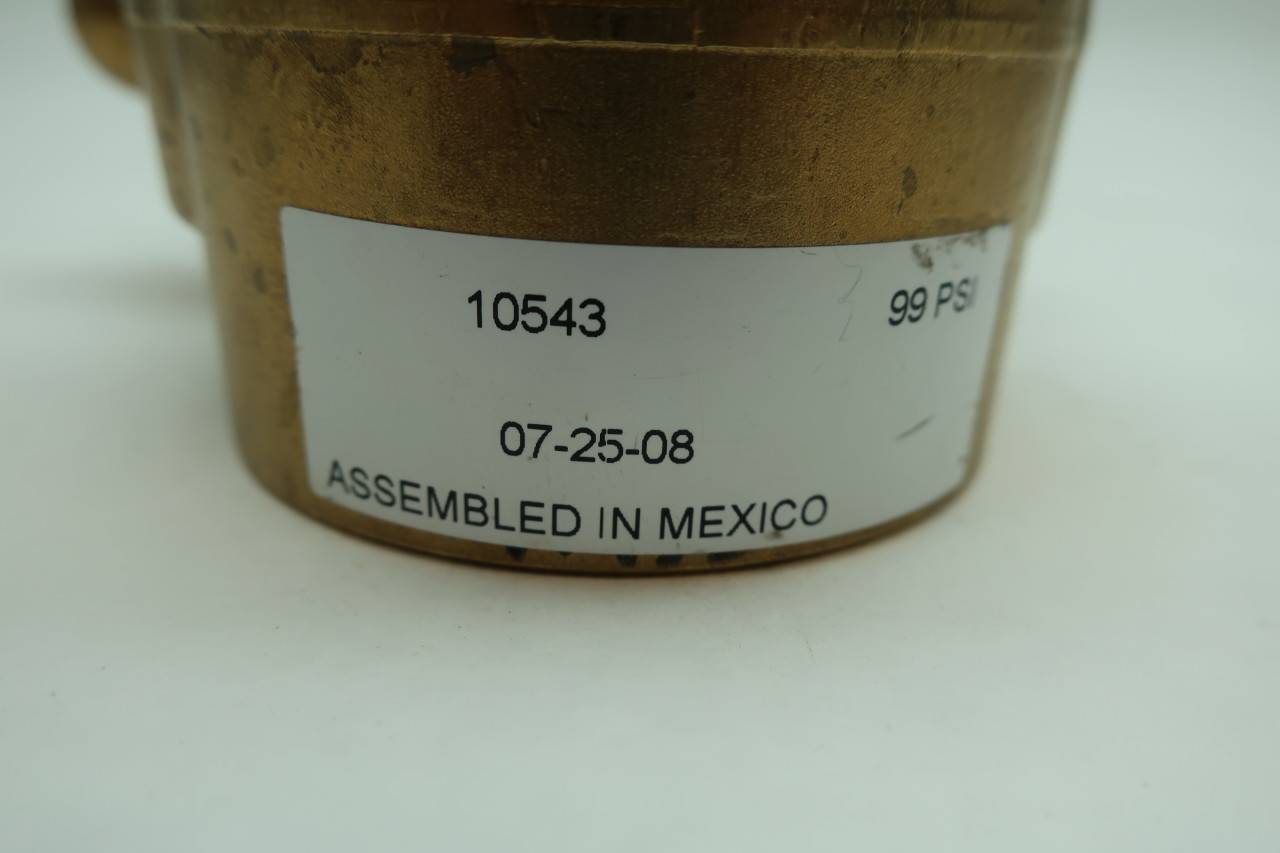 10543 99 PSI
07-25-08
ASSEMBLED IN MEXICO